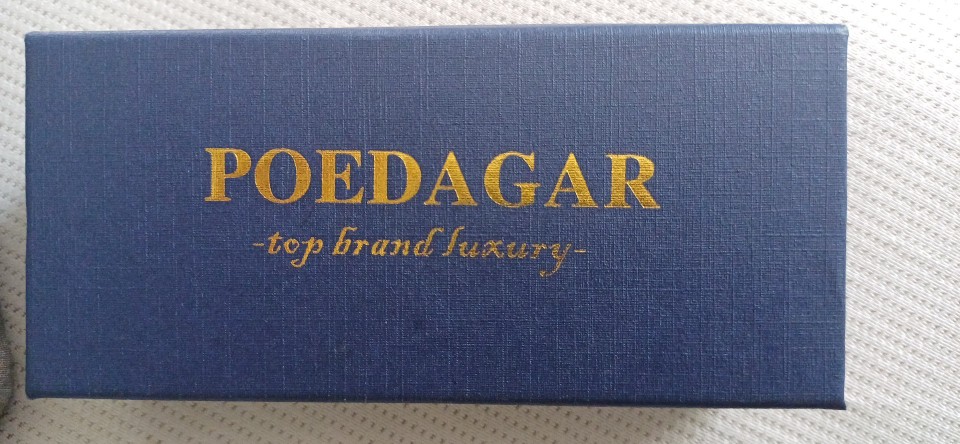 POEDAGAR
-top brand luxury-